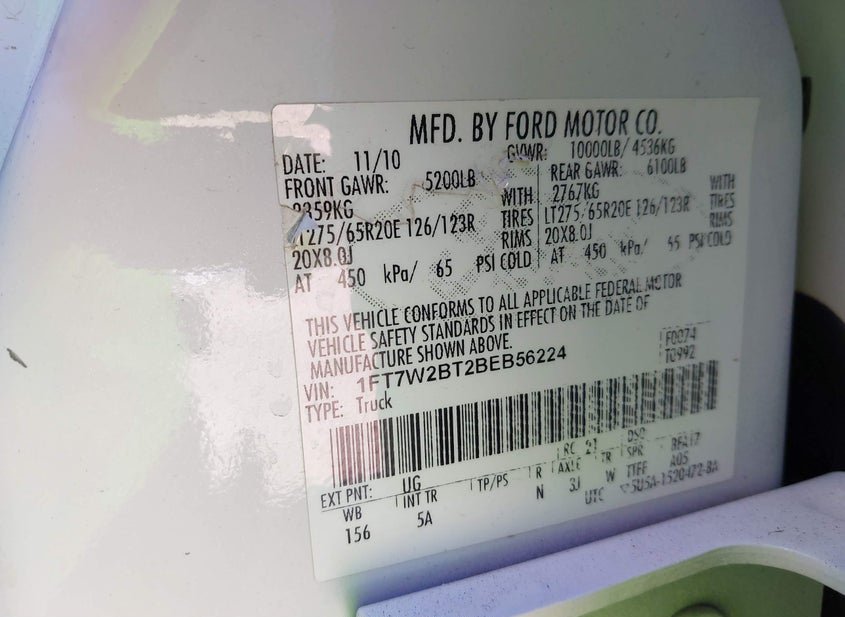 MFD. BY FORD MOTOR CO.
DATE: 11/10 GVWR: 10000LB/ 4536KG
FRONT GAWR: 5200LB REAR GAWR: 6100LB
2359KG WITH 2767KG WITH
LT275/65R20E 126/123R TIRES LT275/65R20E 126/123R TIRES
20X8.0J RIMS 20X8.0J RIMS
AT 450 kPa/ 65 PSI COLD AT 450 kPa/ PSI COLD
THIS VEHICLE CONFORMS TO ALL APPLICABLE FEDERAL MOTOR
VEHICLE SAFETY STANDARDS IN EFFECT ON THE DATE OF
MANUFACTURE SHOWN ABOVE.
F0074
T0992
VIN: 1FT7W2BT2BEB56224
TYPE: Truck
RC: 21 DSO:
EXT PNT: UG
WB INT TR TP/PS R AXLE TR SPR
156 5A N 3J W
UTC